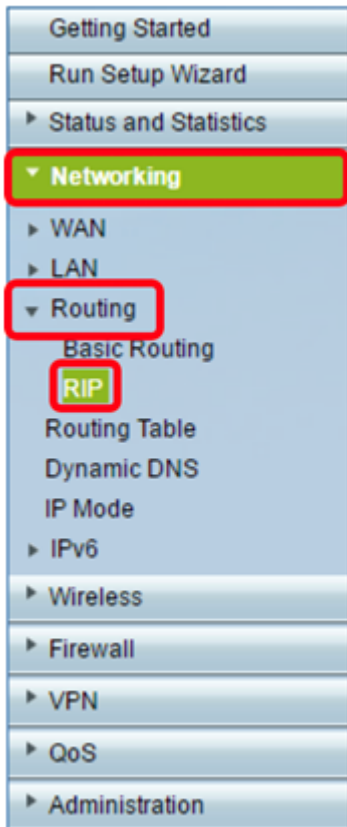 Getting Started
Run Setup Wizard
Status and Statistics
Networking
WAN
LAN
Routing
Basic Routing
RIP
Routing Table
Dynamic DNS
IP Mode
IPv6
Wireless
Firewall
VPN
QoS
Administration